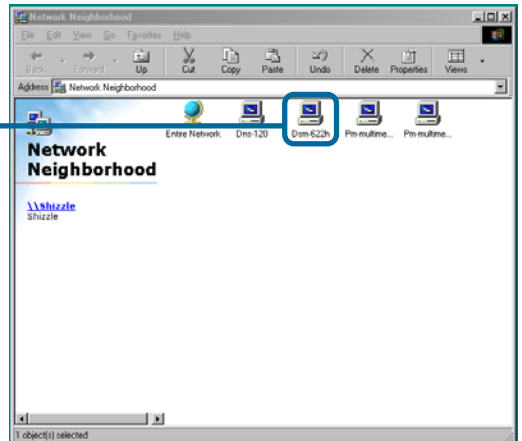 Network Neighborhood
File Edit View Go Favorites Help
Back Forward Up Cut Copy Paste Undo Delete Properties Views
Address Network Neighborhood
Entire Network Dns-120 Dsm-622h Pm-multime... Pm-multime...
Network
Neighborhood
\\Shizzle
Shizzle
1 object(s) selected